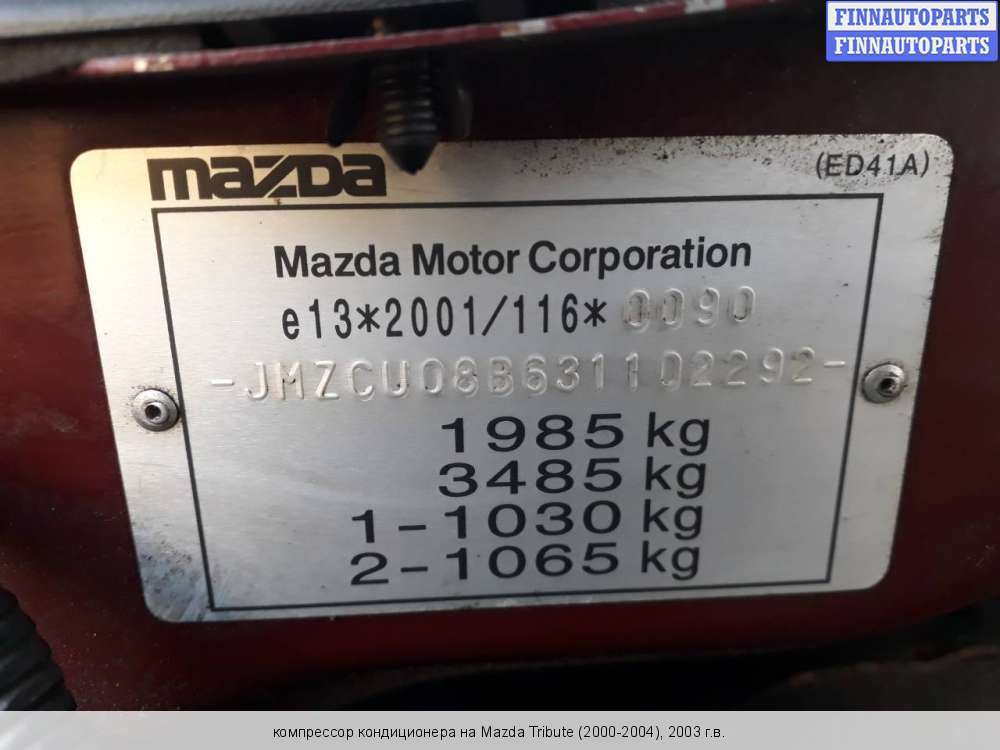 FINNAUTOPARTS
FINNAUTOPARTS
mazda
(ED41A)
Mazda Motor Corporation
e13*2001/116*0090
-JMZCU08B631102292-
1985 kg
3485 kg
1-1030 kg
2-1065 kg
компрессор кондиционера на Mazda Tribute (2000-2004), 2003 г.в.